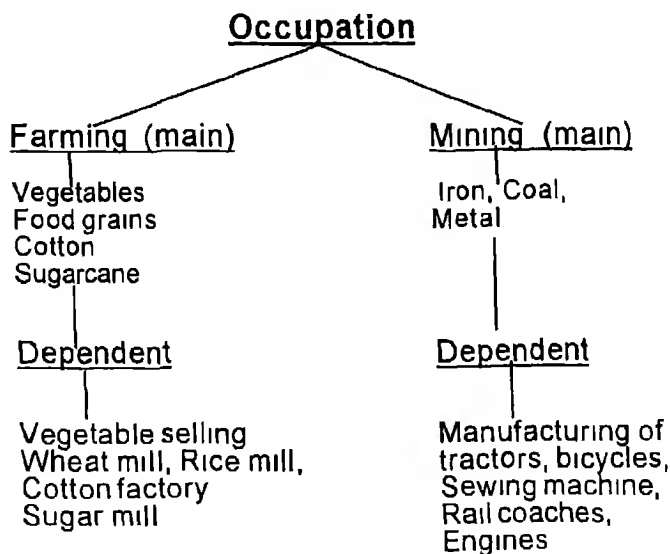 Occupation
Farming (main)
Vegetables
Food grains
Cotton
Sugarcane
Dependent
Vegetable selling
Wheat mill, Rice mill,
Cotton factory
Sugar mill
Mining (main)
Iron, Coal,
Metal
Dependent
Manufacturing of
tractors, bicycles,
Sewing machine,
Rail coaches,
Engines